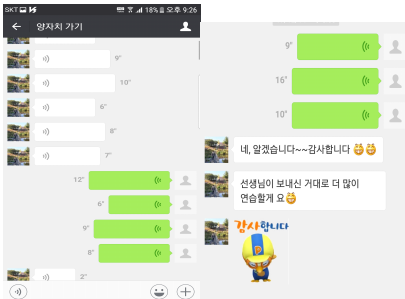 SKT 18% 오후 9:26
양자치 가기
9"
10"
6"
8"
7"
12"
6"
9"
8"
2"
9"
16"
10"
네, 알겠습니다~~감사합니다
선생님이 보내신 거대로 더 많이
연습할게 요
감사합니다